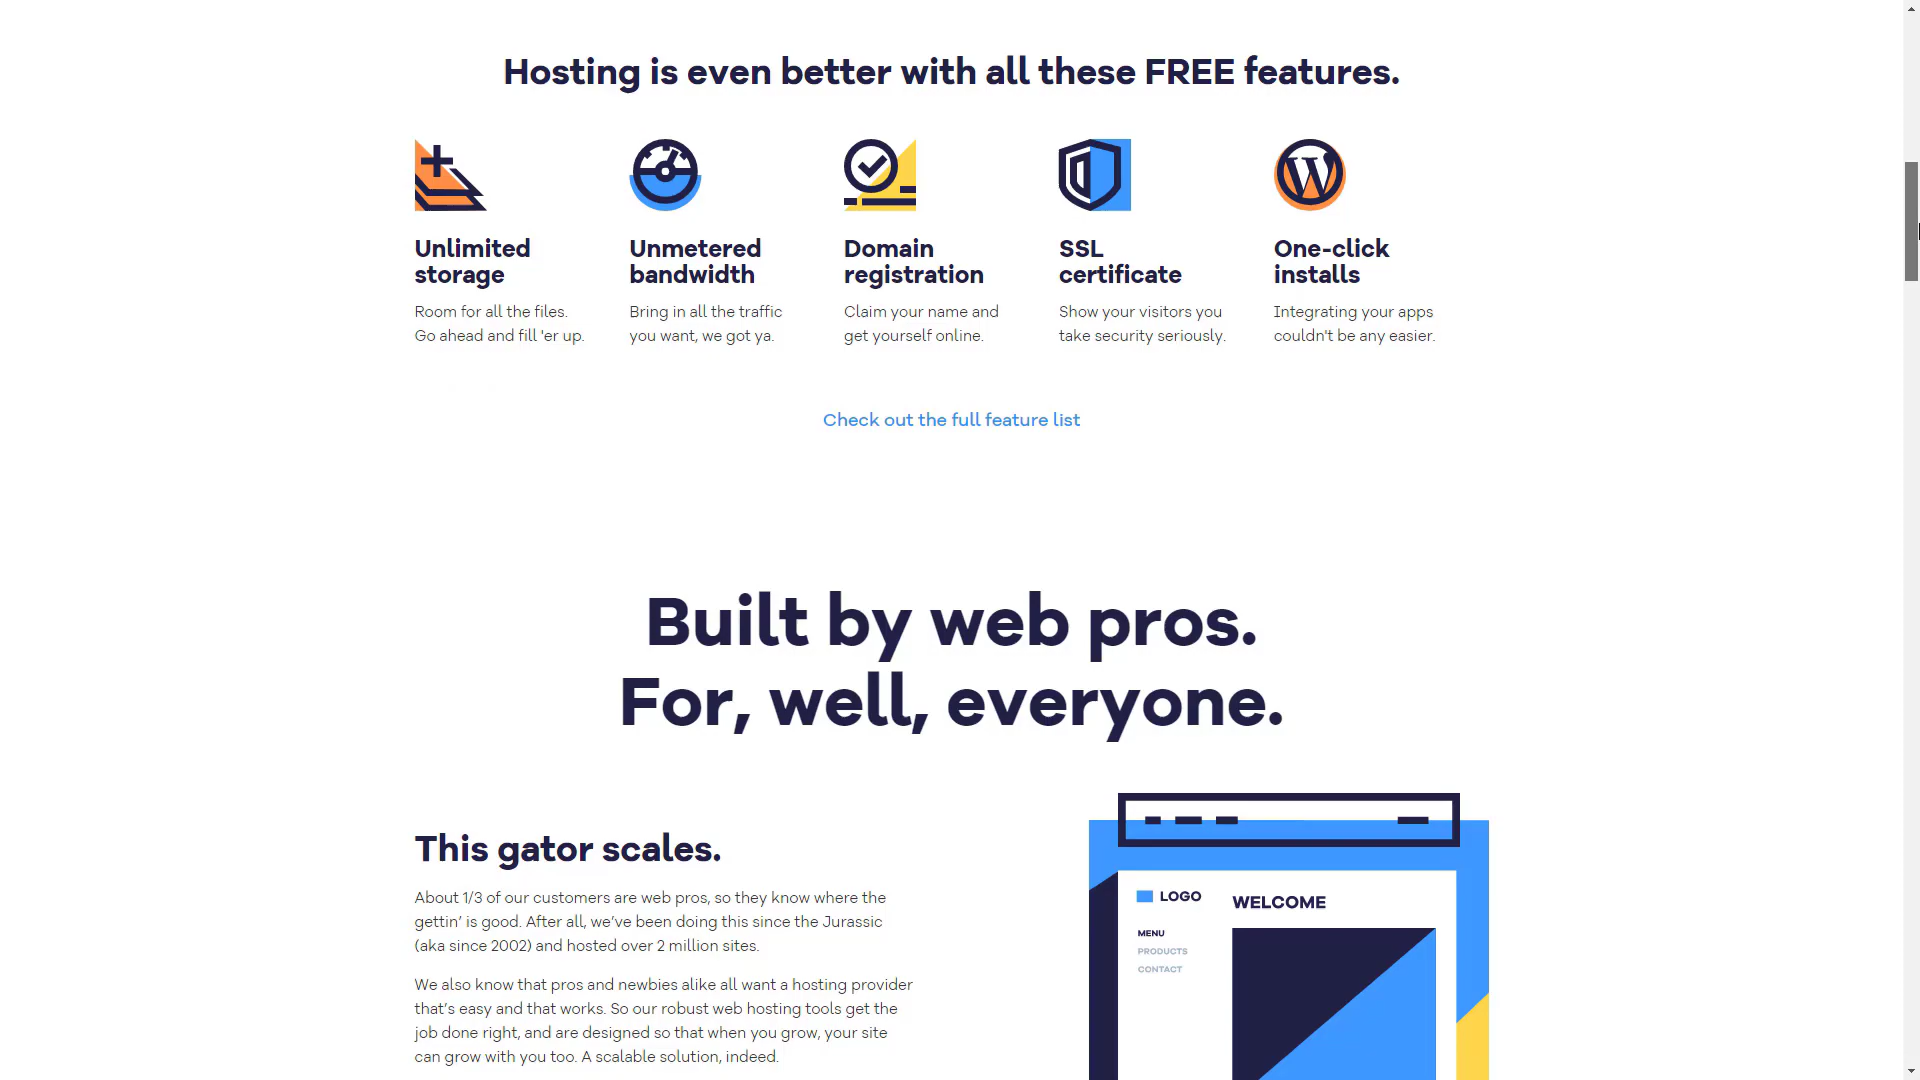 Hosting is even better with all these FREE features.
Unlimited
storage
Room for all the files.
Go ahead and fill 'er up.
Unmetered
bandwidth
Bring in all the traffic
you want, we got ya.
Domain
registration
Claim your name and
get yourself online.
SSL
certificate
Show your visitors you
take security seriously.
One-click
installs
Integrating your apps
couldn't be any easier.
Check out the full feature list
Built by web pros.
For, well, everyone.
This gator scales.
About 1/3 of our customers are web pros, so they know where the
gettin’ is good. After all, we’ve been doing this since the Jurassic
(aka since 2002) and hosted over 2 million sites.
We also know that pros and newbies alike all want a hosting provider
that’s easy and that works. So our robust web hosting tools get the
job done right, and are designed so that when you grow, your site
can grow with you too. A scalable solution, indeed.
LOGO
WELCOME
MENU
PRODUCTS
CONTACT